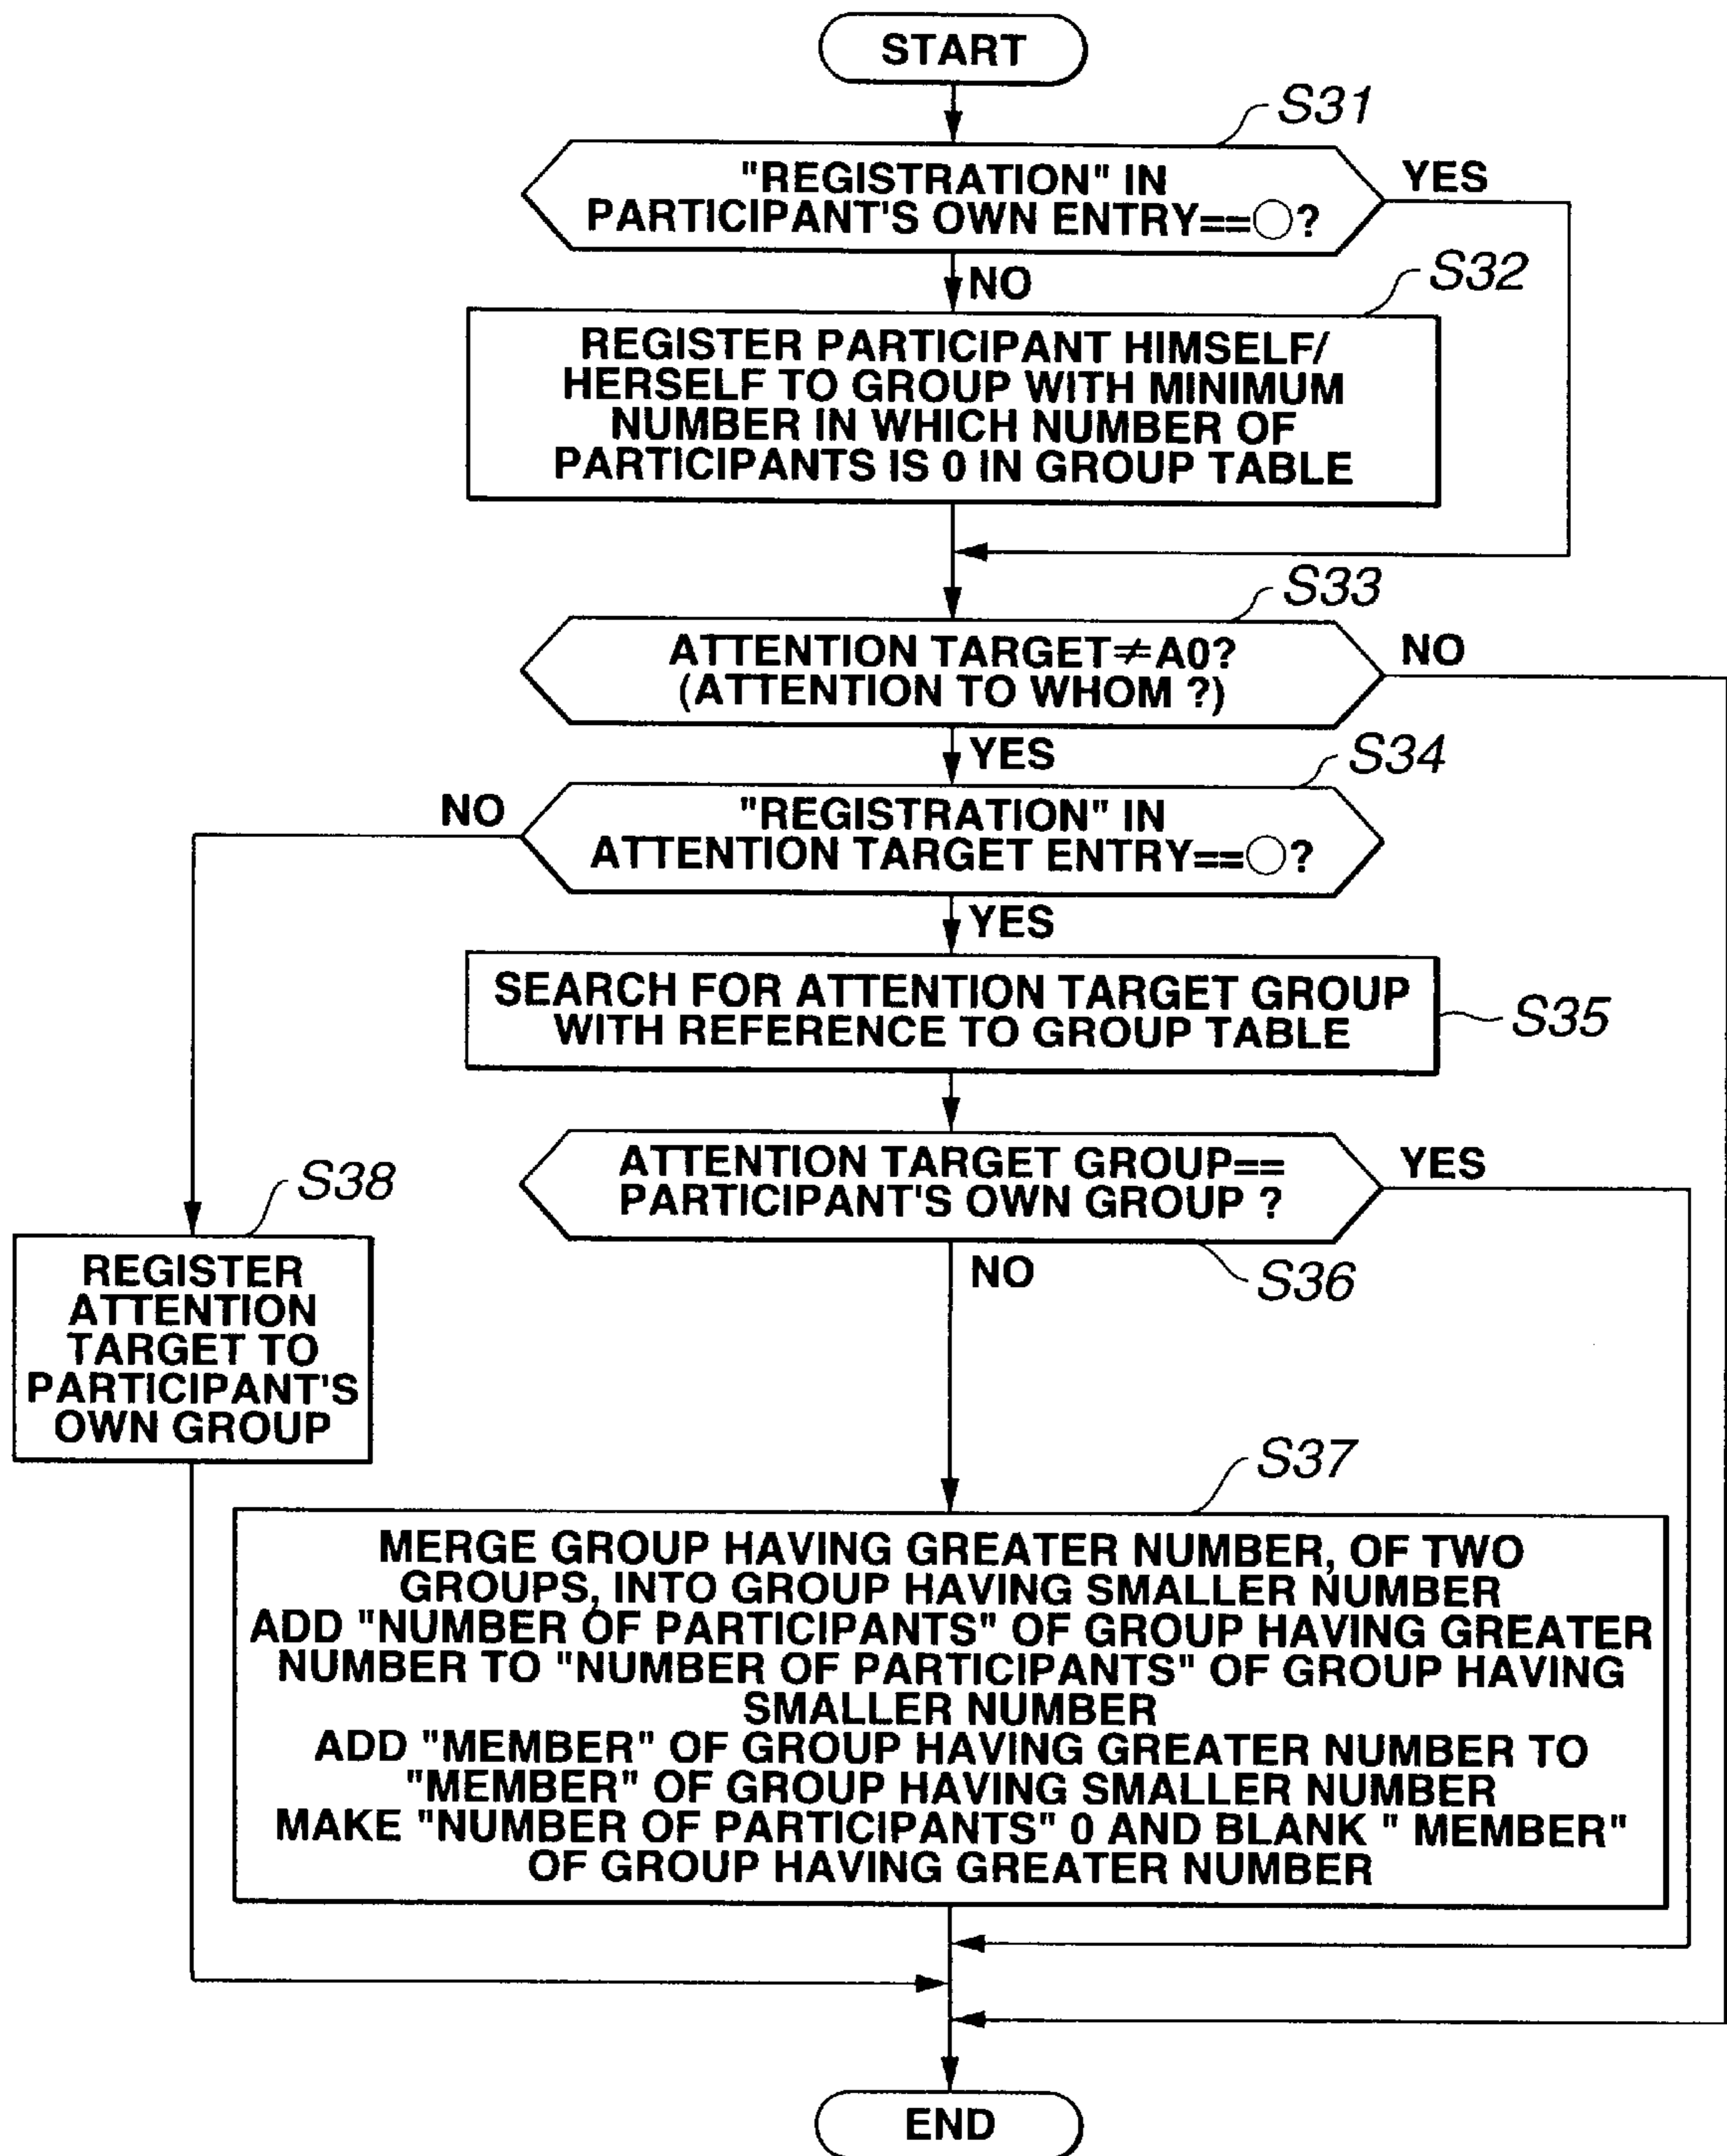 START
S31
"REGISTRATION" IN
PARTICIPANT'S OWN ENTRY==○?
YES
NO
S32
REGISTER PARTICIPANT HIMSELF/
HERSELF TO GROUP WITH MINIMUM
NUMBER IN WHICH NUMBER OF
PARTICIPANTS IS 0 IN GROUP TABLE
S33
ATTENTION TARGET≠A0?
(ATTENTION TO WHOM ?)
NO
YES
S34
NO
"REGISTRATION" IN
ATTENTION TARGET ENTRY==○?
YES
SEARCH FOR ATTENTION TARGET GROUP
WITH REFERENCE TO GROUP TABLE
S35
ATTENTION TARGET GROUP==
PARTICIPANT'S OWN GROUP ?
YES
S36
NO
S38
REGISTER
ATTENTION
TARGET TO
PARTICIPANT'S
OWN GROUP
S37
MERGE GROUP HAVING GREATER NUMBER, OF TWO
GROUPS, INTO GROUP HAVING SMALLER NUMBER
ADD "NUMBER OF PARTICIPANTS" OF GROUP HAVING GREATER
NUMBER TO "NUMBER OF PARTICIPANTS" OF GROUP HAVING
SMALLER NUMBER
ADD "MEMBER" OF GROUP HAVING GREATER NUMBER TO
"MEMBER" OF GROUP HAVING SMALLER NUMBER
MAKE "NUMBER OF PARTICIPANTS" 0 AND BLANK " MEMBER"
OF GROUP HAVING GREATER NUMBER
END